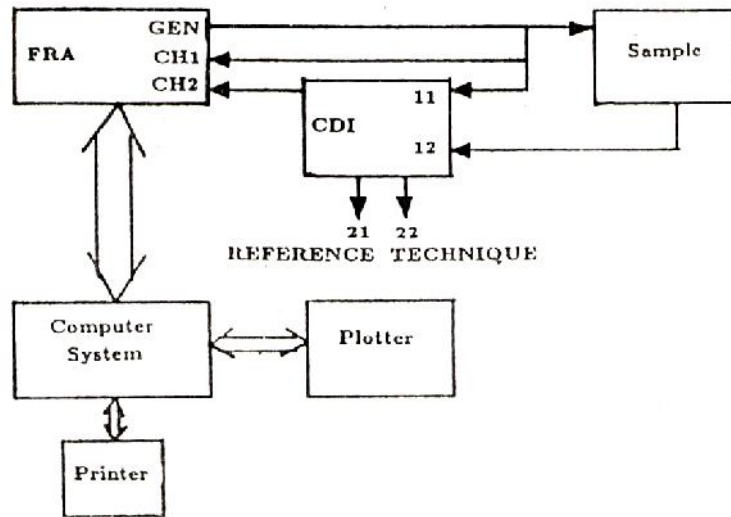 GEN
FRA
CH1
CH2
Sample
11
CDI
12
21 22
REFERENCE TECHNIQUE
Computer
System
Plotter
Printer